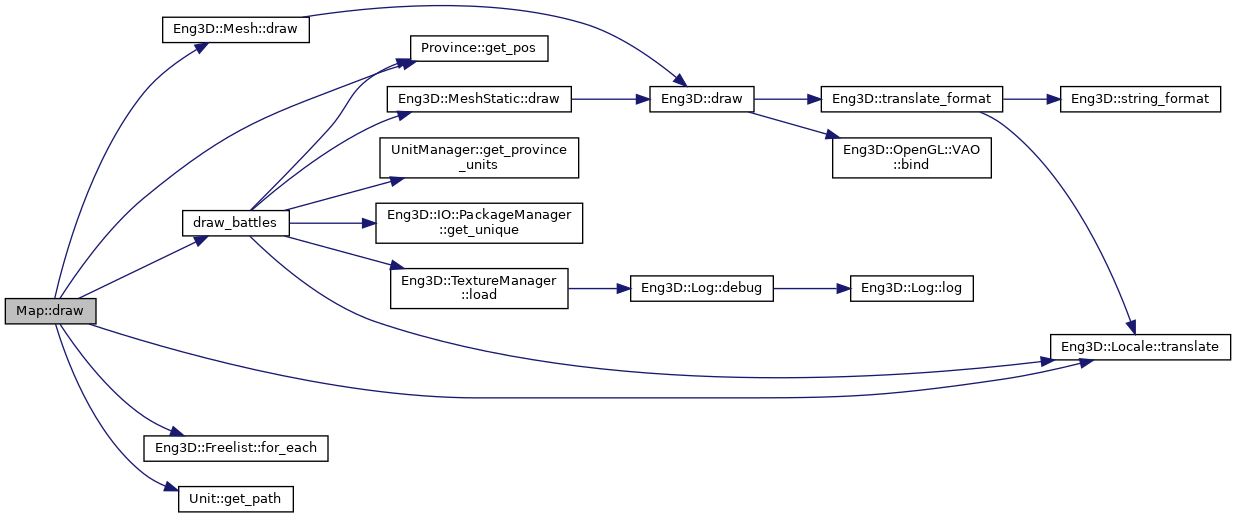 Map::draw
Eng3D::Mesh::draw
draw_battles
Eng3D::Freelist::for_each
Unit::get_path
Province::get_pos
Eng3D::MeshStatic::draw
UnitManager::get_province
_units
Eng3D::IO::PackageManager
::get_unique
Eng3D::TextureManager
::load
Eng3D::draw
Eng3D::Log::debug
Eng3D::translate_format
Eng3D::OpenGL::VAO
::bind
Eng3D::Log::log
Eng3D::string_format
Eng3D::Locale::translate